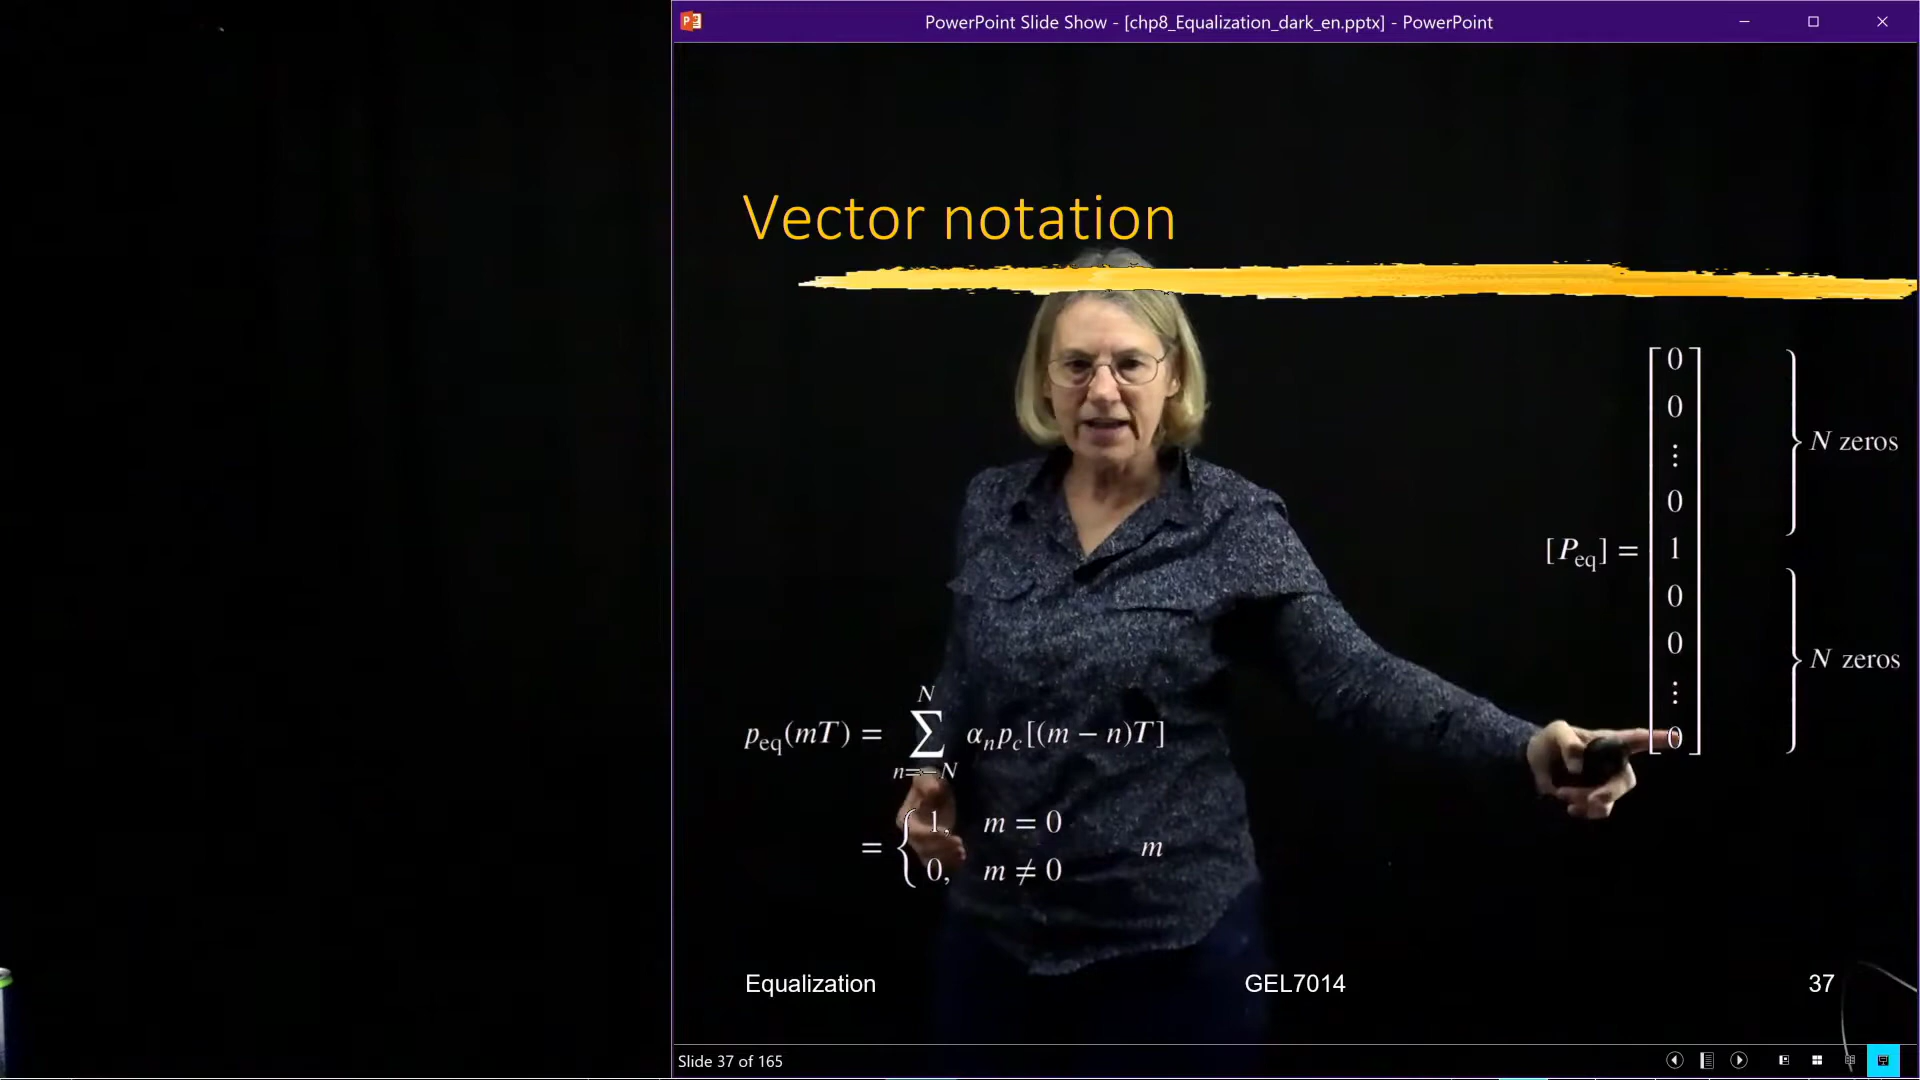 PowerPoint Slide Show - [chp8_Equalization_dark_en.pptx] - PowerPoint
Vector notation
[P_eq] = [0 0 ⋮ 0 1 0 0 ⋮ 0]
N zeros
N zeros
p_eq(mT) = ∑_{n=−N}^{N} α_n p_c[(m − n)T]
= { 1, m = 0
0, m ≠ 0
m
Equalization GEL7014 37
Slide 37 of 165